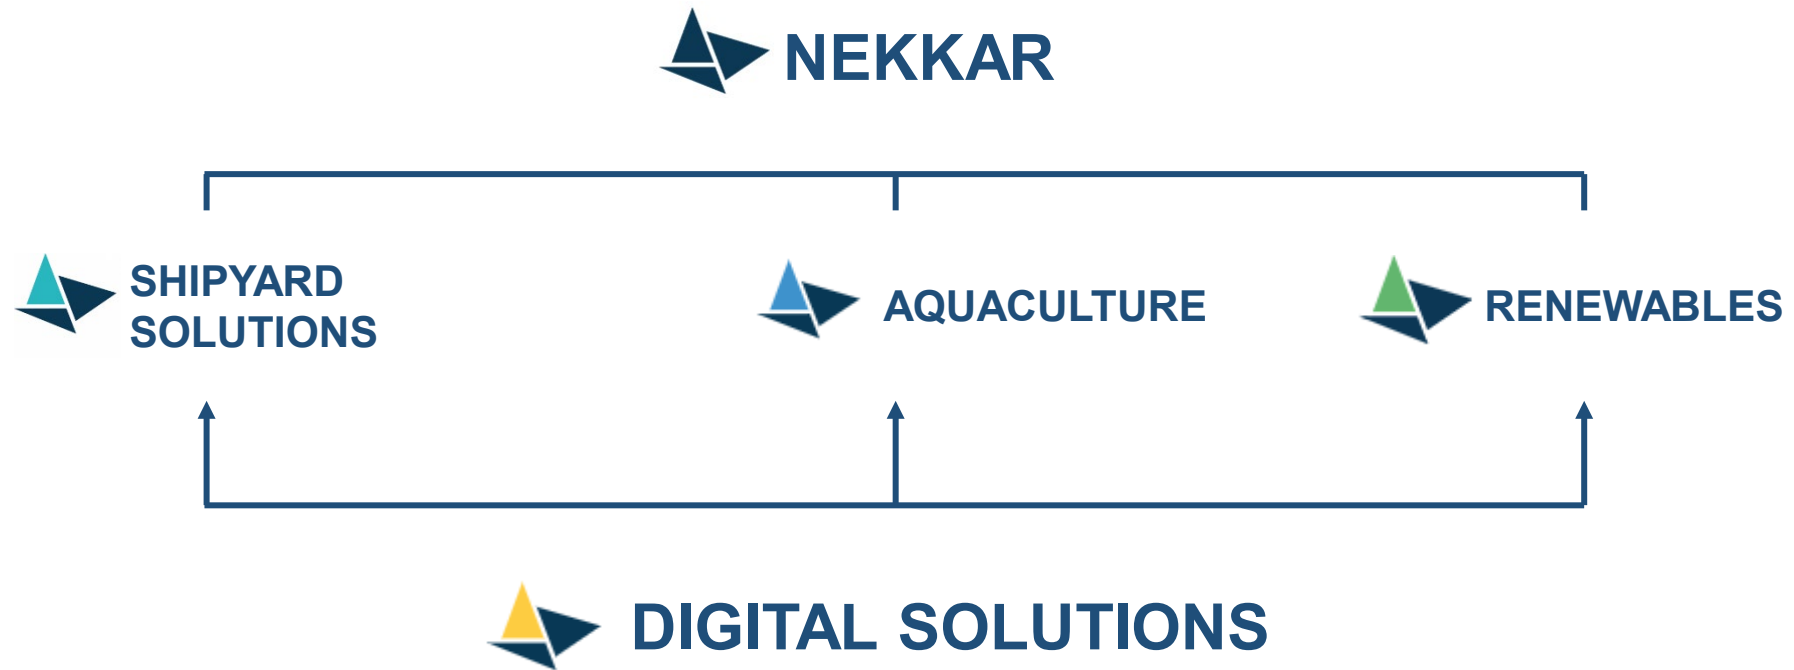 NEKKAR
SHIPYARD
SOLUTIONS
AQUACULTURE
RENEWABLES
DIGITAL SOLUTIONS